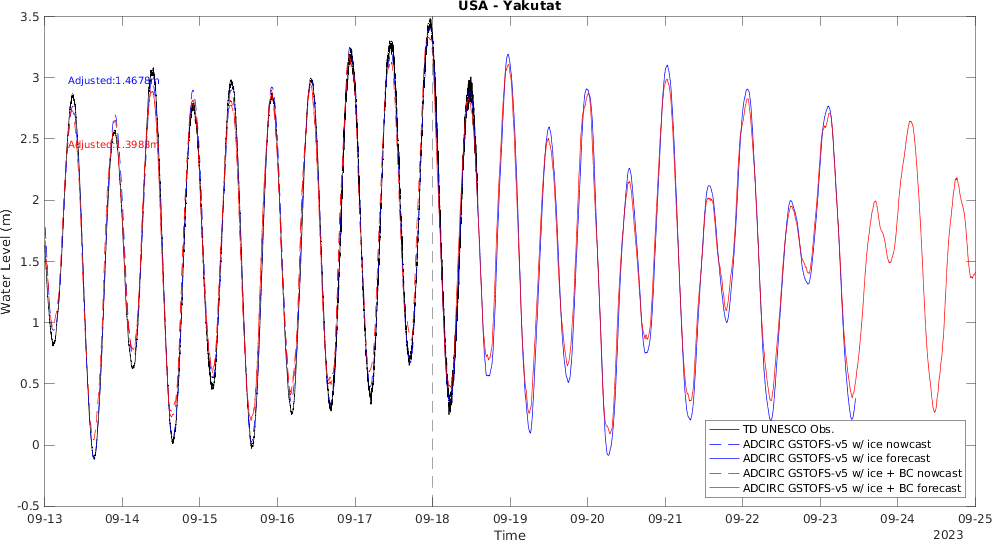 USA - Yakutat
Water Level (m)
3.5
3
2.5
2
1.5
1
0.5
0
-0.5
Adjusted:1.4678m
Adjusted:1.3983m
TD UNESCO Obs.
ADCIRC GSTOFS-v5 w/ ice nowcast
ADCIRC GSTOFS-v5 w/ ice forecast
ADCIRC GSTOFS-v5 w/ ice + BC nowcast
ADCIRC GSTOFS-v5 w/ ice + BC forecast
09-13 09-14 09-15 09-16 09-17 09-18 09-19 09-20 09-21 09-22 09-23 09-24 09-25
Time
2023